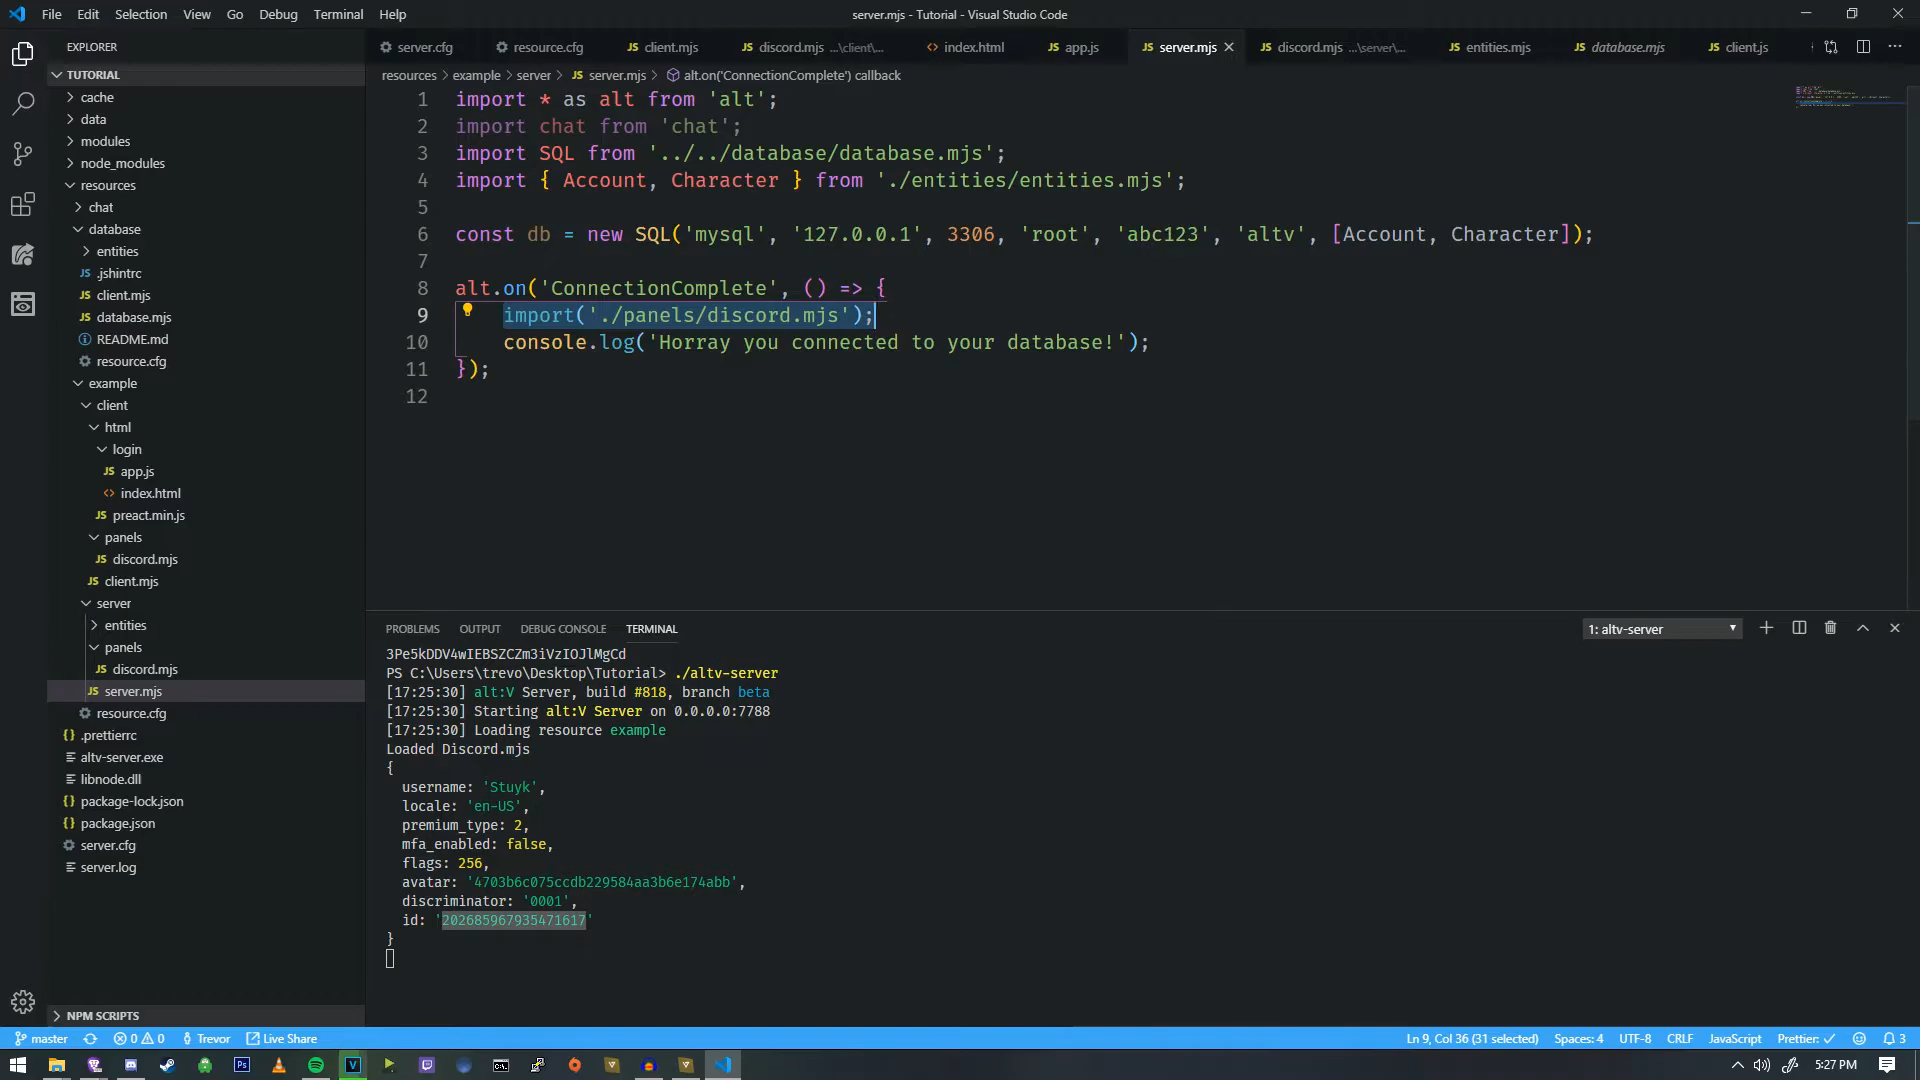 File Edit Selection View Go Debug Terminal Help
server.mjs - Tutorial - Visual Studio Code
EXPLORER
TUTORIAL
cache
data
modules
node_modules
resources
chat
database
entities
.jshintrc
client.mjs
database.mjs
README.md
resource.cfg
example
client
html
login
app.js
index.html
preact.min.js
panels
discord.mjs
client.mjs
server
entities
panels
discord.mjs
server.mjs
resource.cfg
.prettierrc
altv-server.exe
libnode.dll
package-lock.json
package.json
server.cfg
server.log
NPM SCRIPTS
server.cfg resource.cfg client.mjs discord.mjs ...\client\... index.html app.js server.mjs discord.mjs ...\server\... entities.mjs database.mjs client.js
resources > example > server > server.mjs > alt.on('ConnectionComplete') callback
1 import * as alt from 'alt';
2 import chat from 'chat';
3 import SQL from '../../database/database.mjs';
4 import { Account, Character } from './entities/entities.mjs';
5
6 const db = new SQL('mysql', '127.0.0.1', 3306, 'root', 'abc123', 'altv', [Account, Character]);
7
8 alt.on('ConnectionComplete', () => {
9 import('./panels/discord.mjs');
10 console.log('Horray you connected to your database!');
11 });
12
PROBLEMS OUTPUT DEBUG CONSOLE TERMINAL
1: altv-server
3Pe5kDDV4wIEBSZCZm3iVzIOJlMgCd
PS C:\Users\trevo\Desktop\Tutorial> ./altv-server
[17:25:30] alt:V Server, build #818, branch beta
[17:25:30] Starting alt:V Server on 0.0.0.0:7788
[17:25:30] Loading resource example
Loaded Discord.mjs
{
username: 'Stuyk',
locale: 'en-US',
premium_type: 2,
mfa_enabled: false,
flags: 256,
avatar: '4703b6c075ccdb229584aa3b6e174abb',
discriminator: '0001',
id: '202685967935471617'
}
master 0 0 Trevor Live Share
Ln 9, Col 36 (31 selected) Spaces: 4 UTF-8 CRLF JavaScript Prettier: ✓ 3
5:27 PM